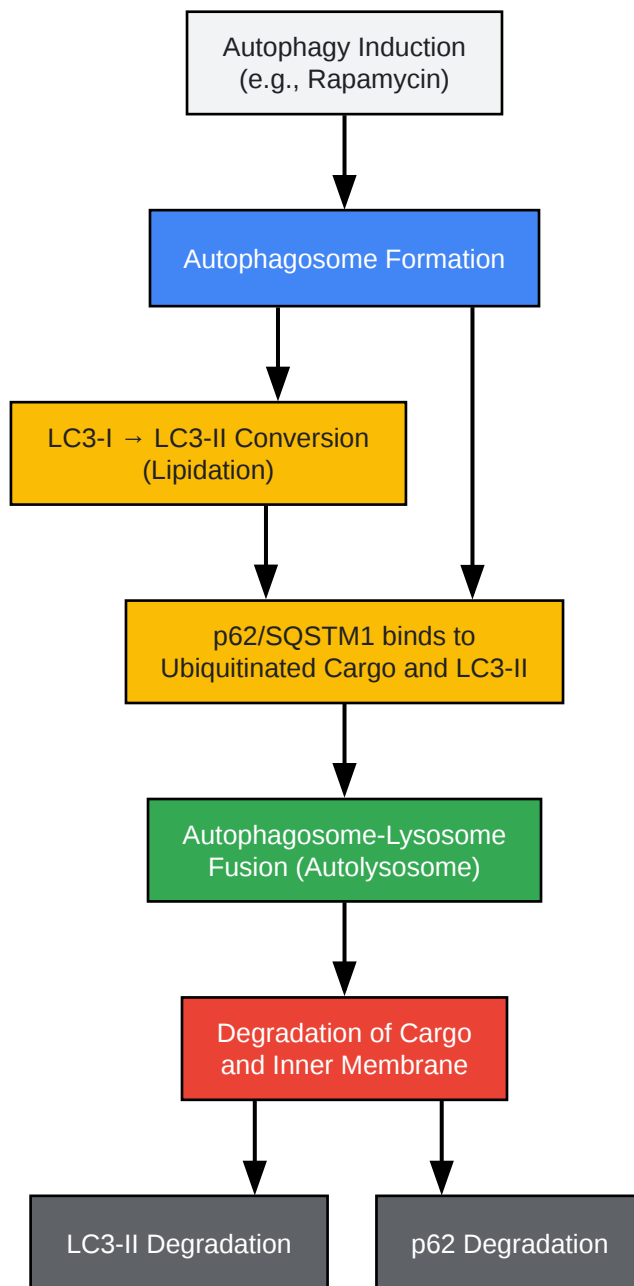 Autophagy Induction
(e.g., Rapamycin)
Autophagosome Formation
LC3-I → LC3-II Conversion
(Lipidation)
p62/SQSTM1 binds to
Ubiquitinated Cargo and LC3-II
Autophagosome-Lysosome
Fusion (Autolysosome)
Degradation of Cargo
and Inner Membrane
LC3-II Degradation
p62 Degradation